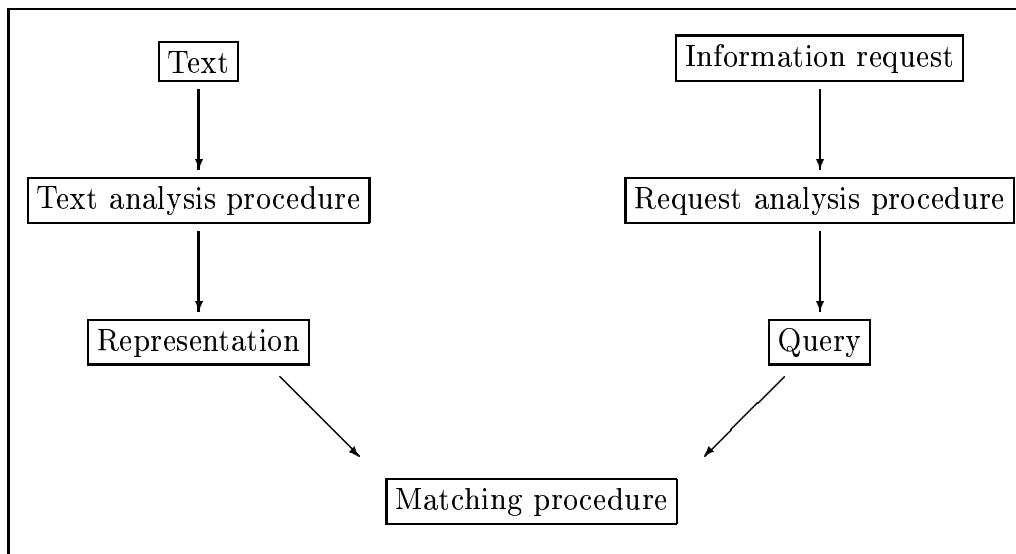 Text
Information request
Text analysis procedure
Request analysis procedure
Representation
Query
Matching procedure